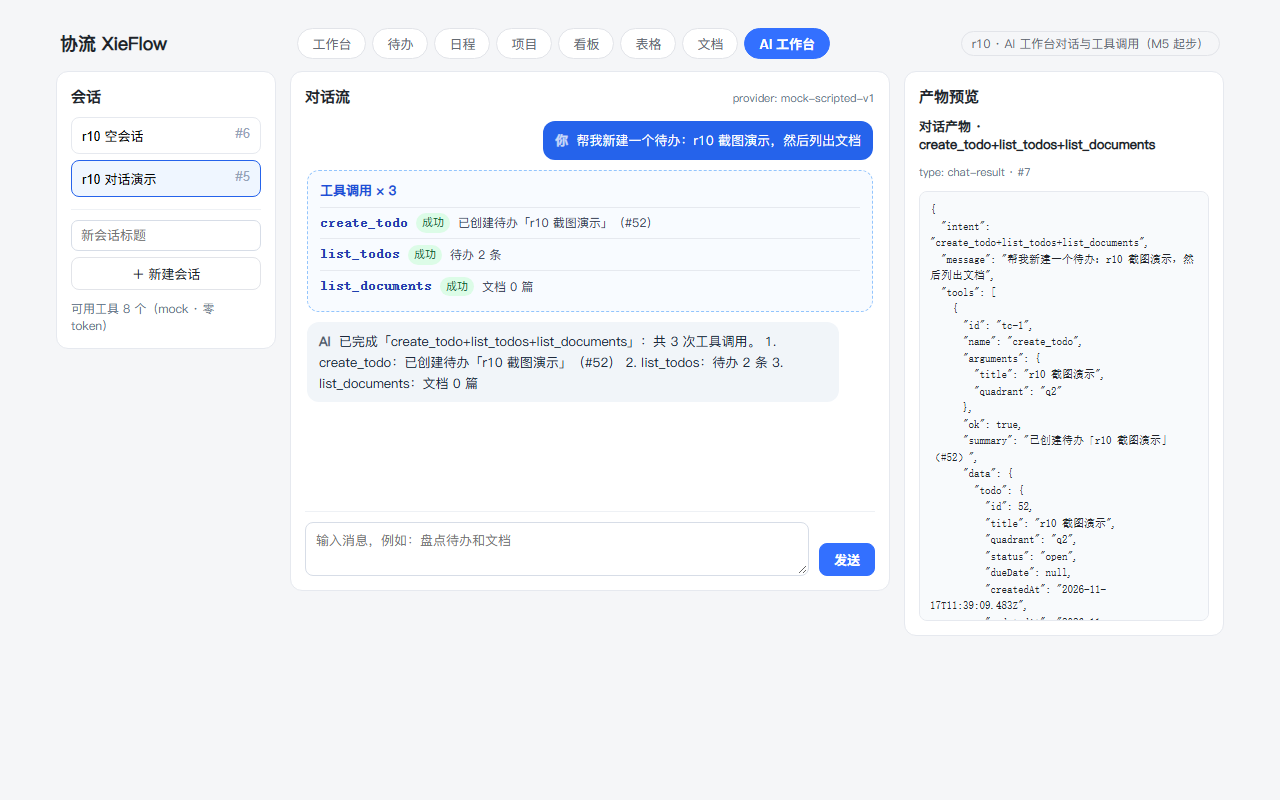 协流 XieFlow
工作台
待办
日程
项目
看板
表格
文档
AI 工作台
r10 · AI 工作台对话与工具调用（M5 起步）
会话
r10 空会话
#6
r10 对话演示
#5
新会话标题
＋ 新建会话
可用工具 8 个（mock · 零
token）
对话流
provider: mock-scripted-v1
你 帮我新建一个待办：r10 截图演示，然后列出文档
工具调用 × 3
create_todo 成功 已创建待办「r10 截图演示」（#52）
list_todos 成功 待办 2 条
list_documents 成功 文档 0 篇
AI 已完成「create_todo+list_todos+list_documents」：共 3 次工具调用。 1.
create_todo：已创建待办「r10 截图演示」（#52） 2. list_todos：待办 2 条 3.
list_documents：文档 0 篇
输入消息，例如：盘点待办和文档
发送
产物预览
对话产物 ·
create_todo+list_todos+list_documents
type: chat-result · #7
{
"intent":
"create_todo+list_todos+list_documents",
"message": "帮我新建一个待办：r10 截图演示，然
后列出文档",
"tools": [
{
"id": "tc-1",
"name": "create_todo",
"arguments": {
"title": "r10 截图演示",
"quadrant": "q2"
},
"ok": true,
"summary": "已创建待办「r10 截图演示」
（#52）",
"data": {
"todo": {
"id": 52,
"title": "r10 截图演示",
"quadrant": "q2",
"status": "open",
"dueDate": null,
"createdAt": "2026-11-
17T11:39:09.483Z",